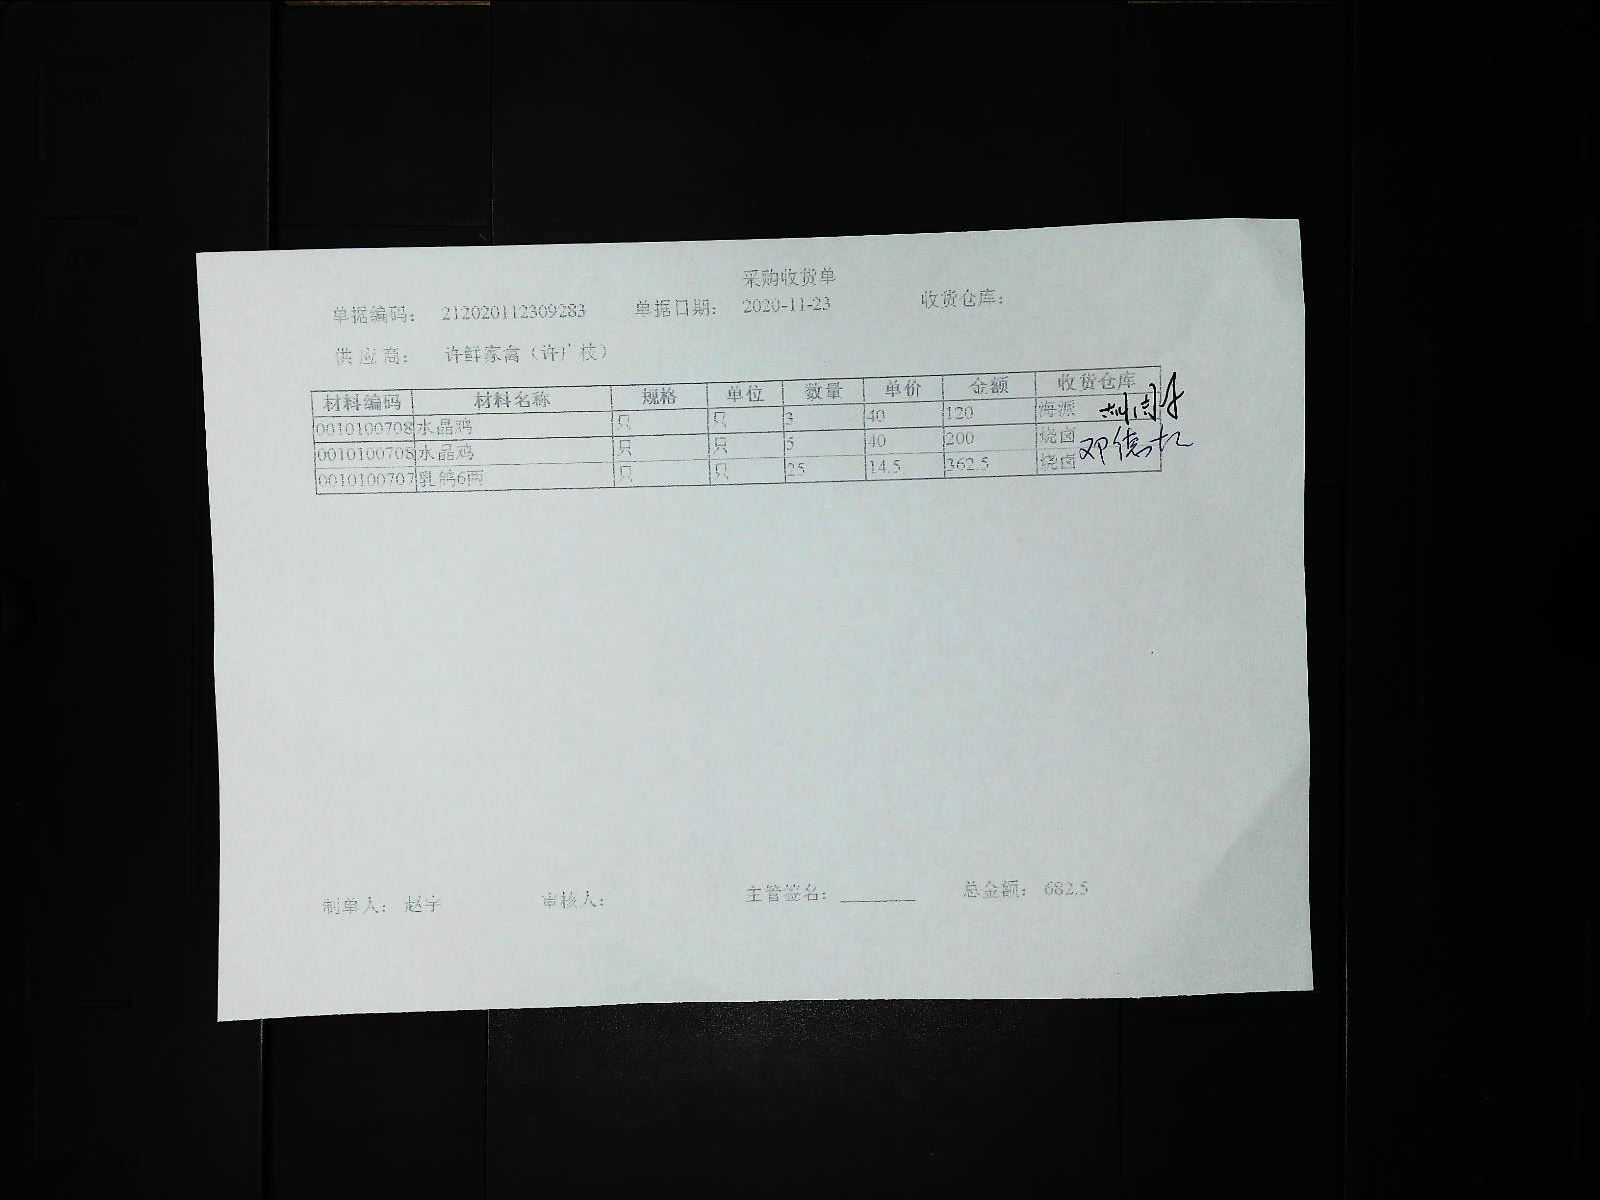 采购收货单
单据编码： 212020112309283 单据日期： 2020-11-23 收货仓库：
供应商： 许鲜家禽（许广校）
材料编码 材料名称 规格 单位 数量 单价 金额 收货仓库
0010100708 水晶鸡 只 只 3 40 120 海派
0010100708 水晶鸡 只 只 5 40 200 烧卤
0010100707 乳鸽6两 只 只 25 14.5 362.5 烧卤
邓德
制单人： 赵宇 审核人： 主管签名： 总金额： 682.5